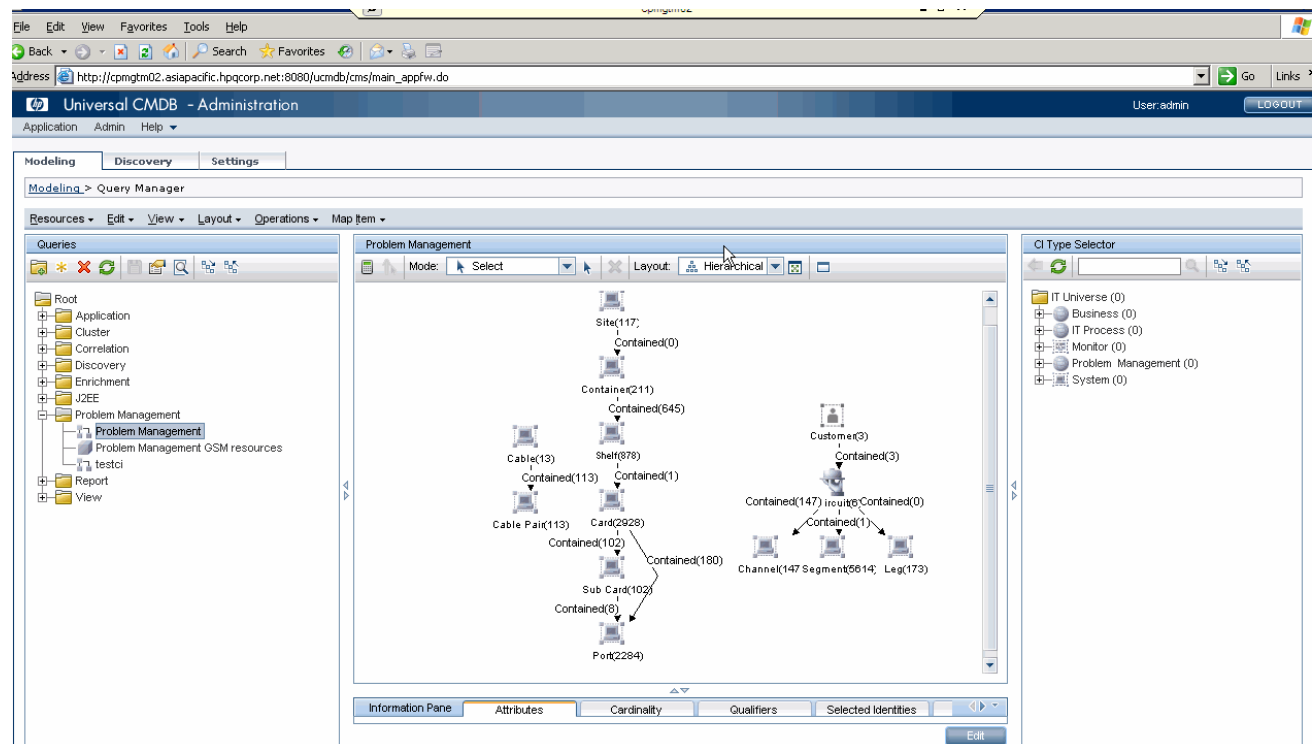 cpmgtm02
File Edit View Favorites Tools Help
Back Search Favorites
Address http://cpmgtm02.asiapacific.hpqcorp.net:8080/ucmdb/cms/main_appfw.do Go Links
hp Universal CMDB - Administration User:admin LOGOUT
Application Admin Help
Modeling Discovery Settings
Modeling > Query Manager
Resources Edit View Layout Operations Map Item
Queries
Root
Application
Cluster
Correlation
Discovery
Enrichment
J2EE
Problem Management
Problem Management
Problem Management GSM resources
testci
Report
View
Problem Management
Mode: Select Layout: Hierarchical
Site(117)
Contained(0)
Container(211)
Contained(645)
Shelf(878)
Contained(1)
Card(2928)
Contained(102)
Contained(180)
Sub Card(102)
Contained(8)
Port(2284)
Cable(13)
Contained(113)
Cable Pair(113)
Customer(3)
Contained(3)
Contained(147) Contained(0)
Contained(1)
Channel(147 Segment(5614) Leg(173)
Information Pane Attributes Cardinality Qualifiers Selected Identities
Edit
CI Type Selector
IT Universe (0)
Business (0)
IT Process (0)
Monitor (0)
Problem Management (0)
System (0)